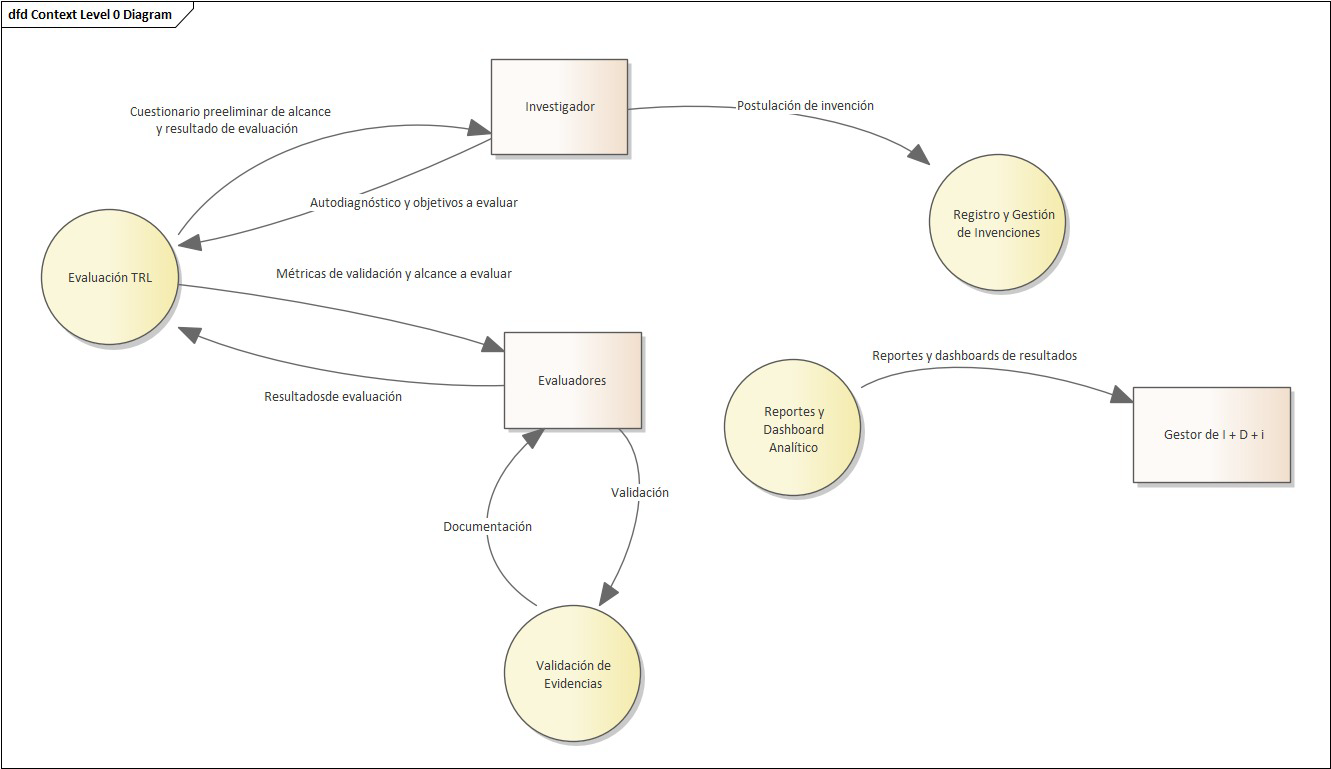 dfd Context Level 0 Diagram
Investigador
Cuestionario preeliminar de alcance
y resultado de evaluación
Postulación de invención
Autodiagnóstico y objetivos a evaluar
Registro y Gestión
de Invenciones
Evaluación TRL
Métricas de validación y alcance a evaluar
Evaluadores
Resultadosde evaluación
Reportes y dashboards de resultados
Reportes y
Dashboard
Analítico
Gestor de I + D + i
Validación
Documentación
Validación de
Evidencias